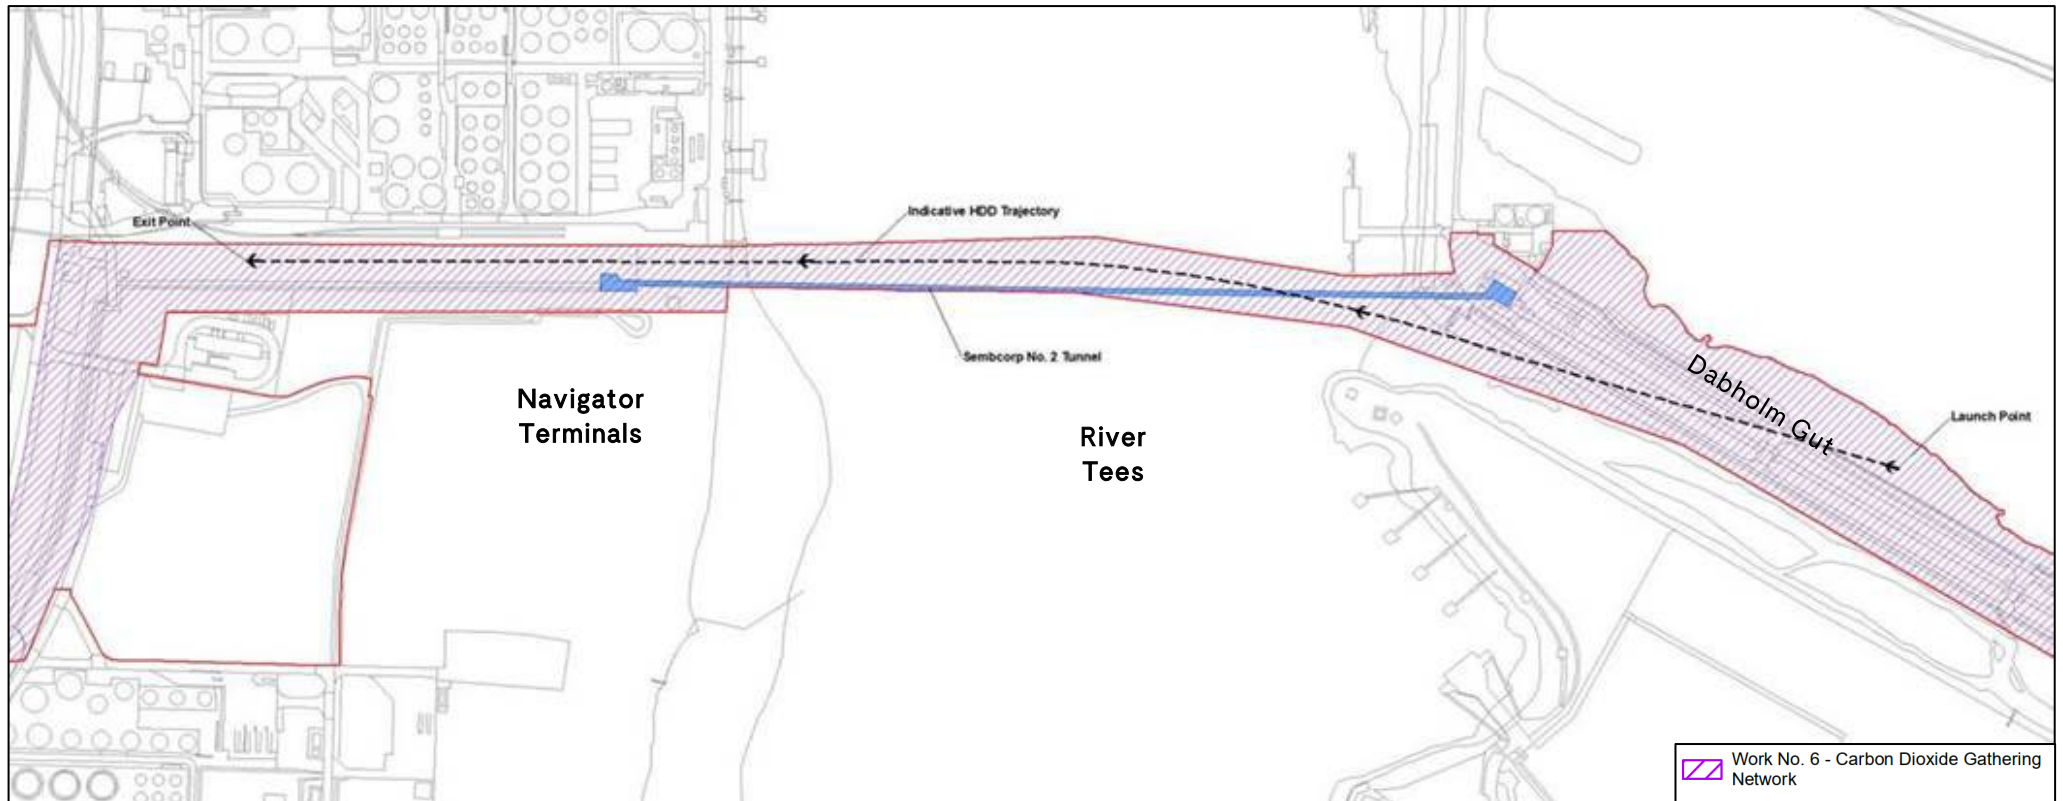 Exit Point
Indicative HDD Trajectory
Sembcorp No. 2 Tunnel
Navigator
Terminals
River
Tees
Dabholm Gut
Launch Point
Work No. 6 - Carbon Dioxide Gathering
Network